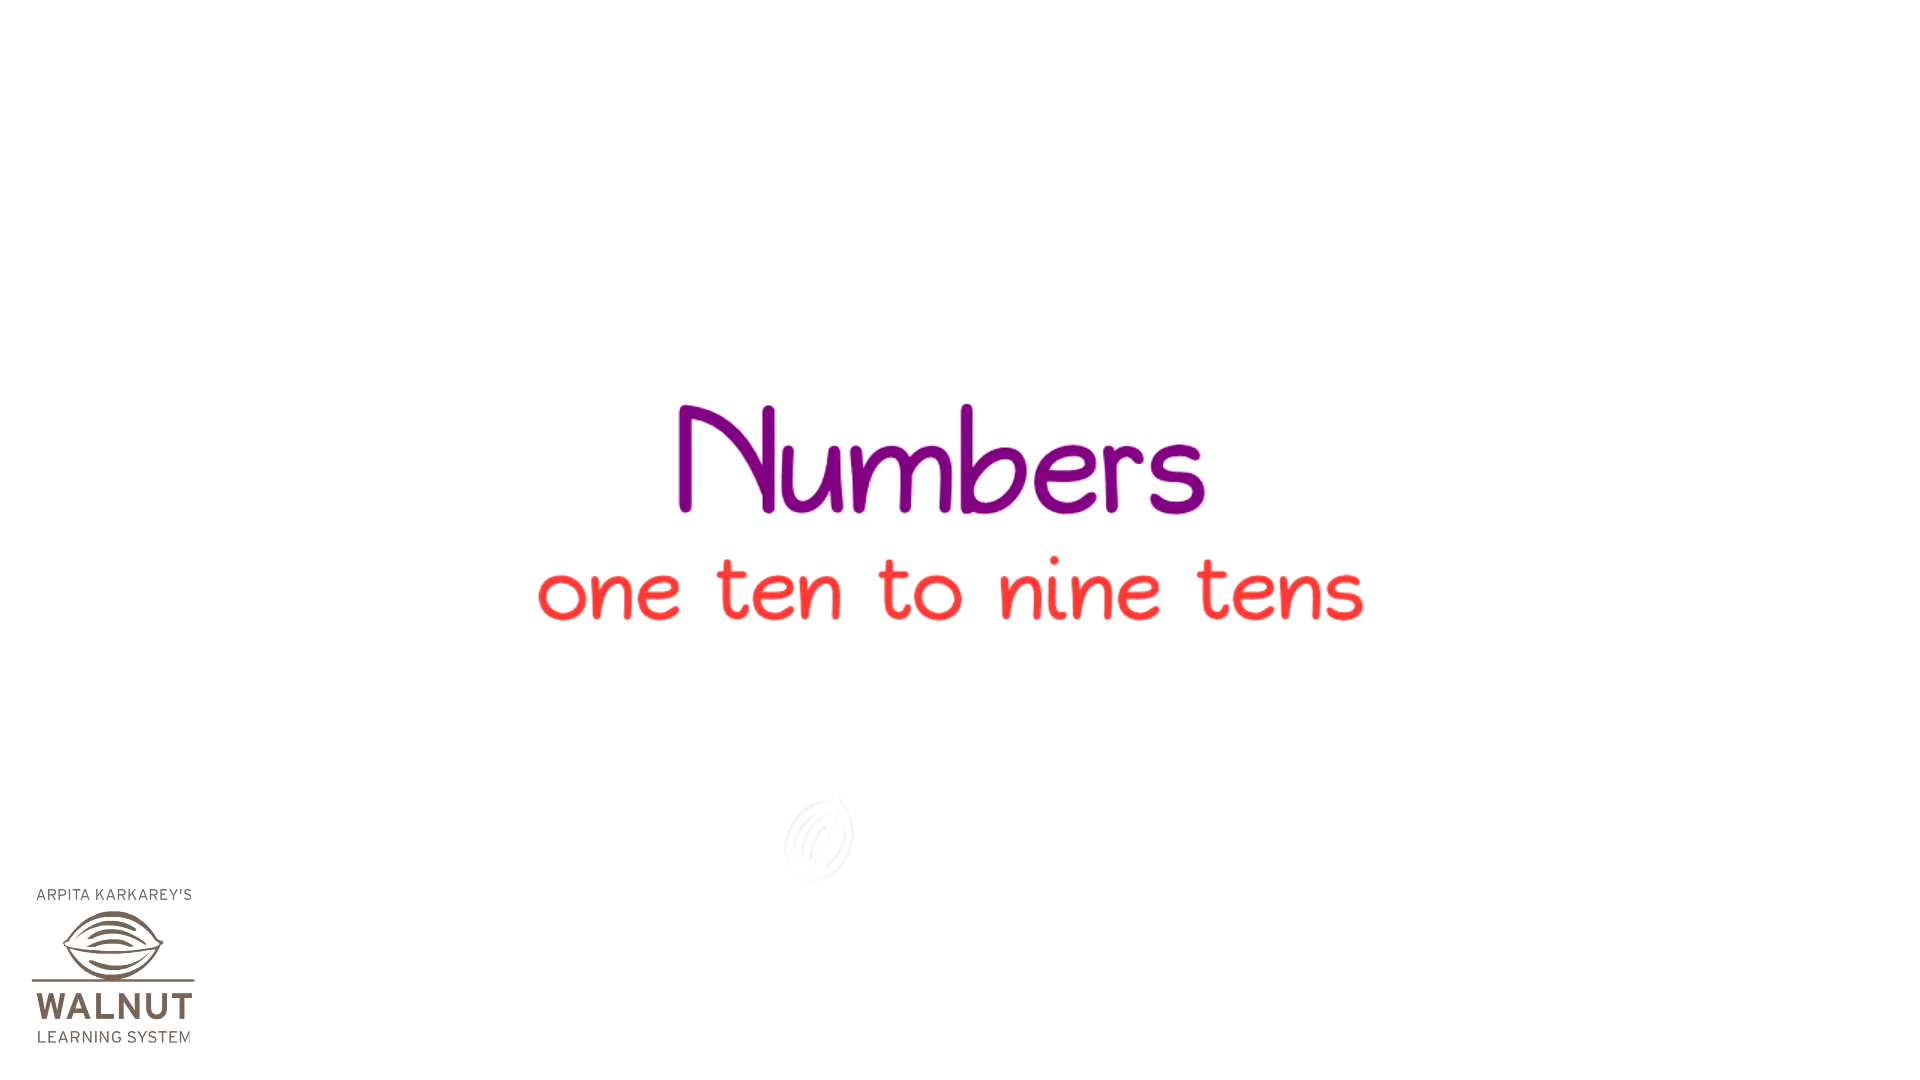 Numbers
one ten to nine tens
ARPITA KARKAREY'S
WALNUT
LEARNING SYSTEM